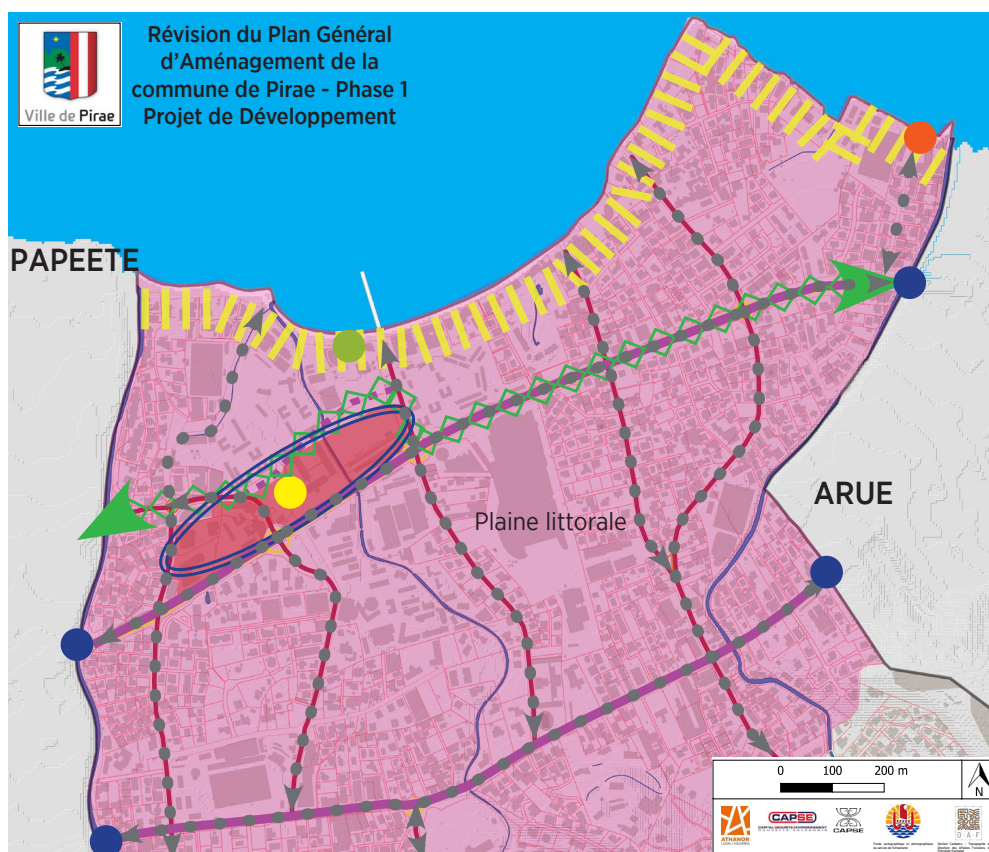 Révision du Plan Général
d'Aménagement de la
commune de Pirae - Phase 1
Projet de Développement
Ville de Pirae
PAPEETE
ARUE
Plaine littorale
0 100 200 m
N
ATHANOR
CAPSE
CAPSE
D·A·F